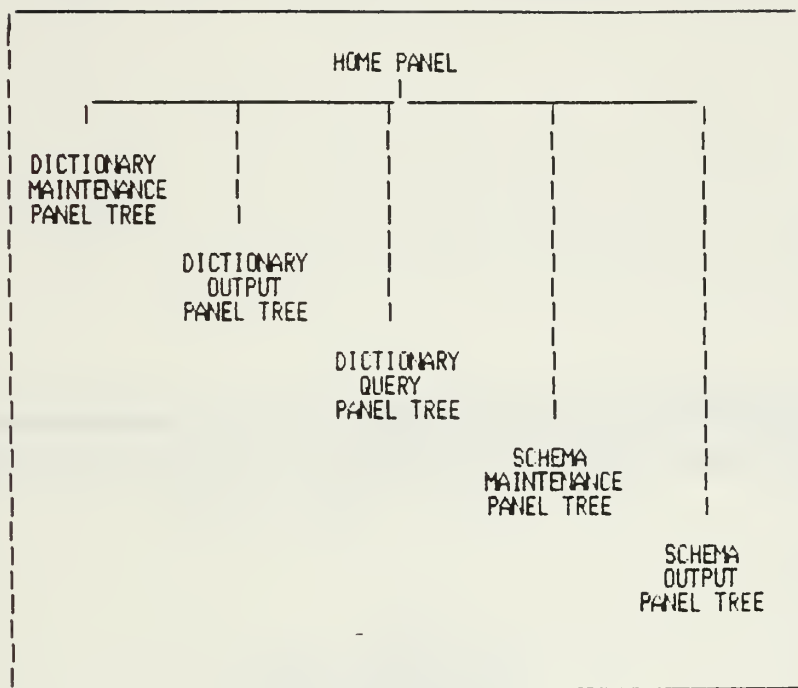 HOME PANEL
DICTIONARY
MAINTENANCE
PANEL TREE
DICTIONARY
OUTPUT
PANEL TREE
DICTIONARY
QUERY
PANEL TREE
SCHEMA
MAINTENANCE
PANEL TREE
SCHEMA
OUTPUT
PANEL TREE